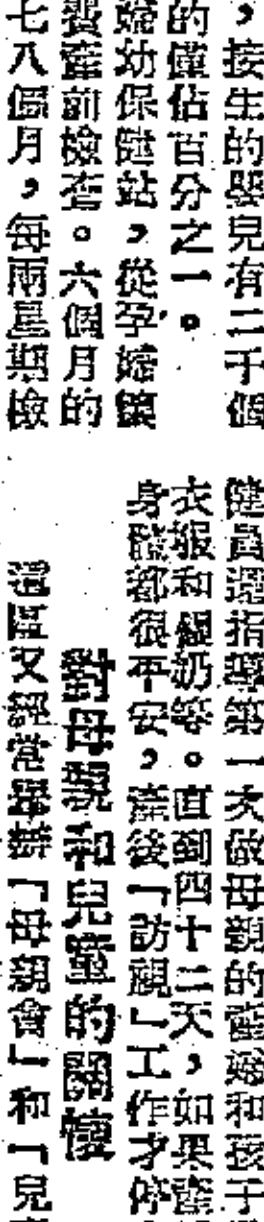 ，接生的嬰兒有二千個
的僅佔百分之一。
婦幼保健站，從孕婦懷
費產前檢查。六個月的
七八個月，每兩星期檢
健員還指導第一次做母親的產婦和孩子
衣服和餵奶等。直到四十二天，如果產
身體都很平安，產後「訪視」工作才停
對母親和兒童的關懷
這區又經常舉辦「母親會」和「兒